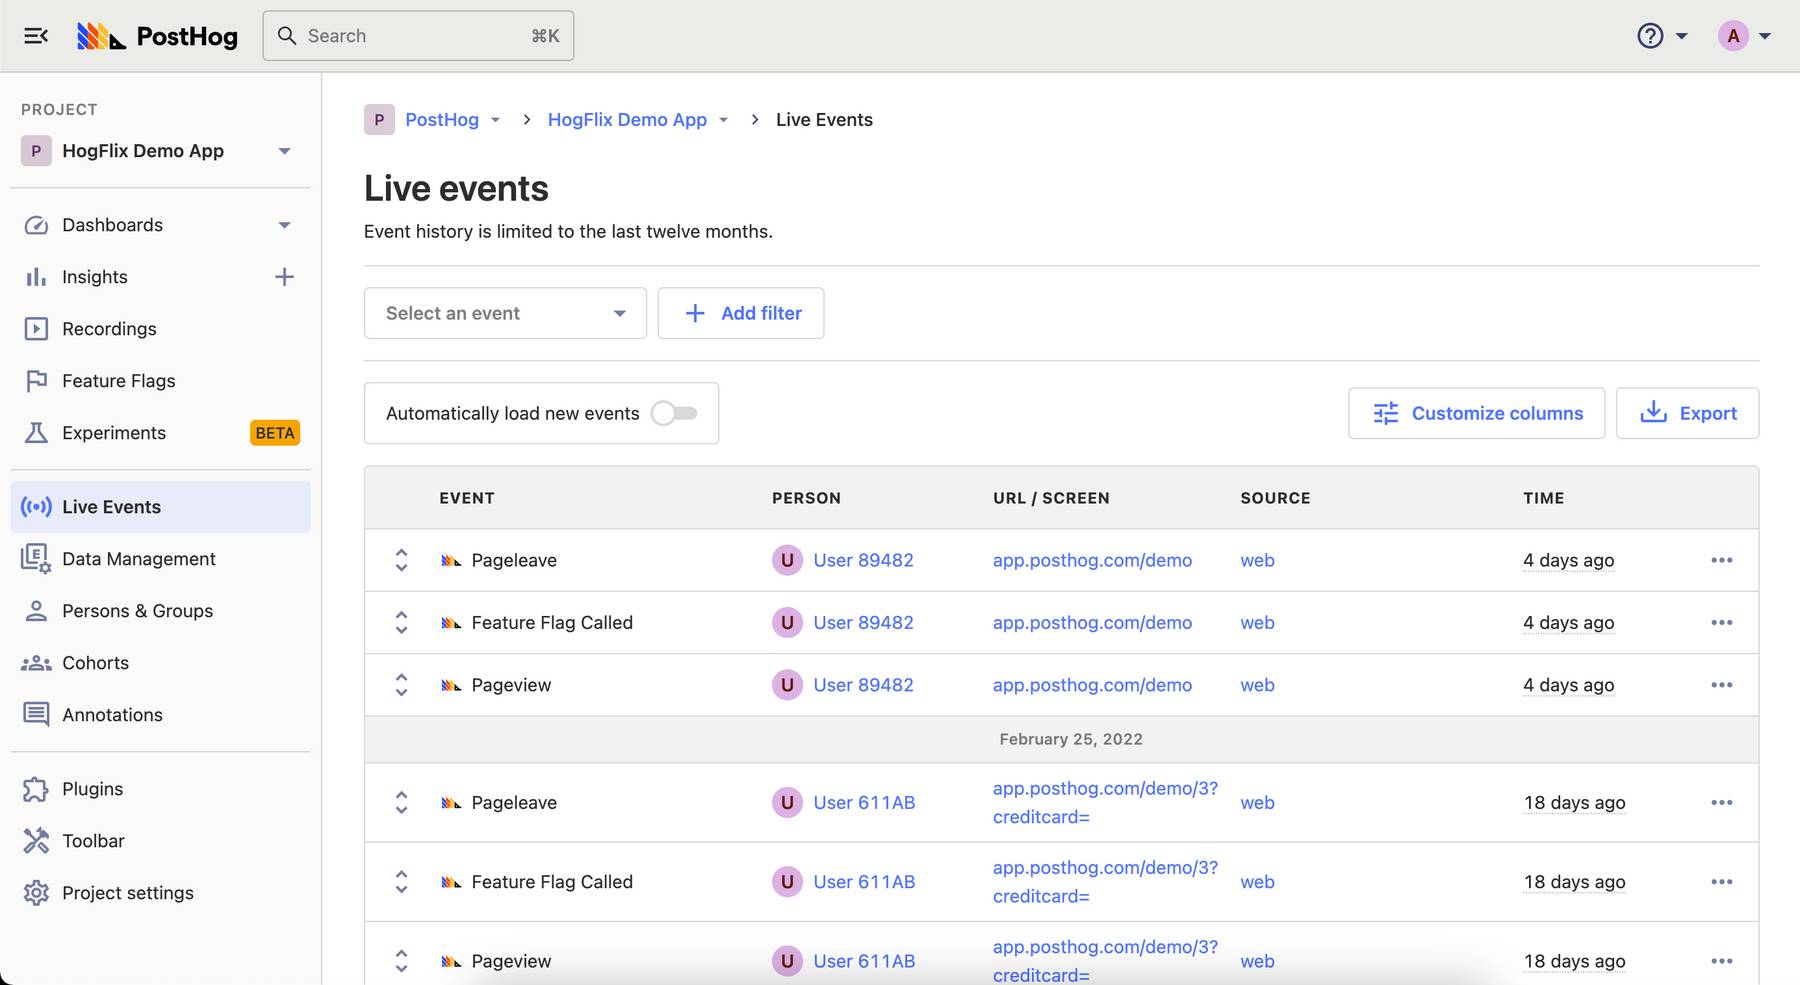 PostHog
Search ⌘K
A
PROJECT
P HogFlix Demo App
Dashboards
Insights
Recordings
Feature Flags
Experiments BETA
Live Events
Data Management
Persons & Groups
Cohorts
Annotations
Plugins
Toolbar
Project settings
P PostHog > HogFlix Demo App > Live Events
Live events
Event history is limited to the last twelve months.
Select an event
Add filter
Automatically load new events
Customize columns
Export
EVENT PERSON URL / SCREEN SOURCE TIME
Pageleave U User 89482 app.posthog.com/demo web 4 days ago
Feature Flag Called U User 89482 app.posthog.com/demo web 4 days ago
Pageview U User 89482 app.posthog.com/demo web 4 days ago
February 25, 2022
Pageleave U User 611AB app.posthog.com/demo/3? web 18 days ago
creditcard=
Feature Flag Called U User 611AB app.posthog.com/demo/3? web 18 days ago
creditcard=
Pageview U User 611AB app.posthog.com/demo/3? web 18 days ago
creditcard=